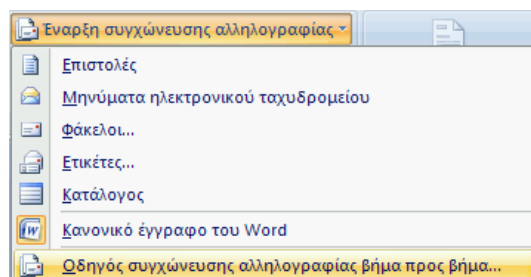 Έναρξη συγχώνευσης αλληλογραφίας
Επιστολές
Μηνύματα ηλεκτρονικού ταχυδρομείου
Φάκελοι...
Ετικέτες...
Κατάλογος
Κανονικό έγγραφο του Word
Οδηγός συγχώνευσης αλληλογραφίας βήμα προς βήμα...